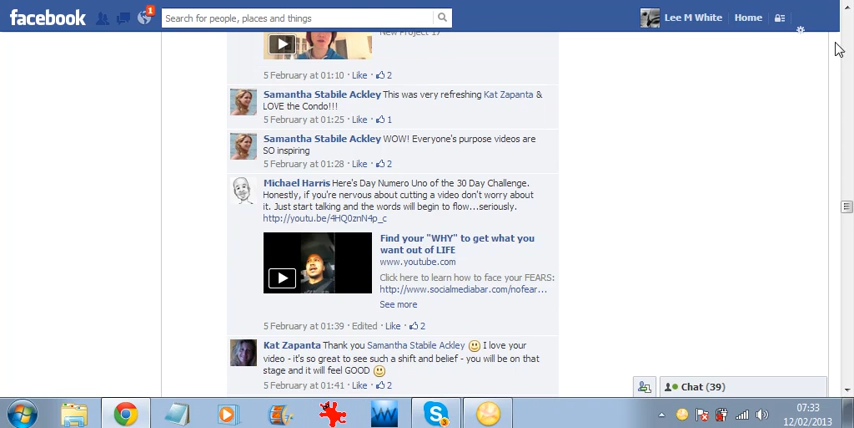 facebook
1
Search for people, places and things
Lee M White
Home
New Project 17
5 February at 01:10 · Like · 2
Samantha Stabile Ackley This was very refreshing Kat Zapanta &
LOVE the Condo!!!
5 February at 01:25 · Like · 1
Samantha Stabile Ackley WOW! Everyone's purpose videos are
SO inspiring
5 February at 01:28 · Like · 2
Michael Harris Here's Day Numero Uno of the 30 Day Challenge.
Honestly, if you're nervous about cutting a video don't worry about
it. Just start talking and the words will begin to flow...seriously.
http://youtu.be/4HQ0znN4p_c
Find your "WHY" to get what you
want out of LIFE
www.youtube.com
Click here to learn how to face your FEARS:
http://www.socialmediabar.com/nofear...
See more
5 February at 01:39 · Edited · Like · 2
Kat Zapanta Thank you Samantha Stabile Ackley I love your
video - it's so great to see such a shift and belief - you will be on that
stage and it will feel GOOD
5 February at 01:41 · Like · 2
Chat (39)
3
07:33
12/02/2013